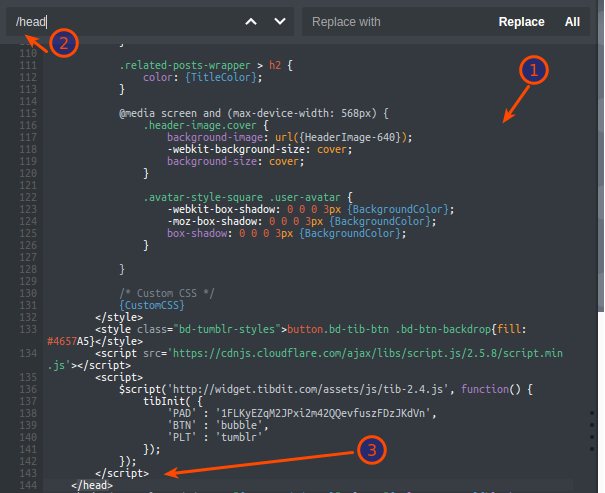 /head
Replace with
Replace
All
2
1
110 }
111 .related-posts-wrapper > h2 {
112 color: {TitleColor};
113 }
114
115 @media screen and (max-device-width: 568px) {
116 .header-image.cover {
117 background-image: url({HeaderImage-640});
118 -webkit-background-size: cover;
119 background-size: cover;
120 }
121
122 .avatar-style-square .user-avatar {
123 -webkit-box-shadow: 0 0 0 3px {BackgroundColor};
124 -moz-box-shadow: 0 0 0 3px {BackgroundColor};
125 box-shadow: 0 0 0 3px {BackgroundColor};
126 }
127
128 }
129
130 /* Custom CSS */
131 {CustomCSS}
132 </style>
133 <style class="bd-tumblr-styles">button.bd-tib-btn .bd-btn-backdrop{fill:
#4657A5}</style>
134 <script src='https://cdnjs.cloudflare.com/ajax/libs/script.js/2.5.8/script.min
.js'></script>
135 <script>
136 $script('http://widget.tibdit.com/assets/js/tib-2.4.js', function() {
137 tibInit( {
138 'PAD' : '1FLKyEZqM2JPxi2m42QQevfuszFDzJKdVn',
139 'BTN' : 'bubble',
140 'PLT' : 'tumblr'
141 });
142 });
143 </script>
3
144 </head>